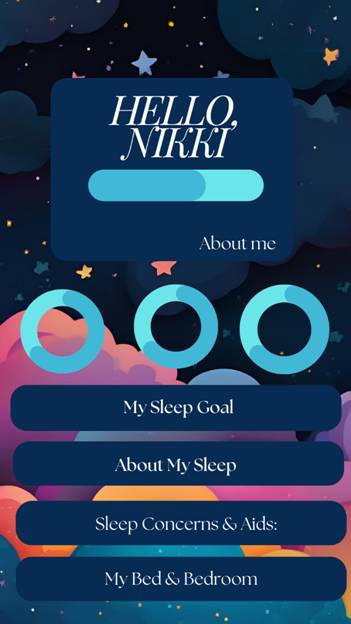 HELLO,
NIKKI
About me
My Sleep Goal
About My Sleep
Sleep Concerns & Aids:
My Bed & Bedroom